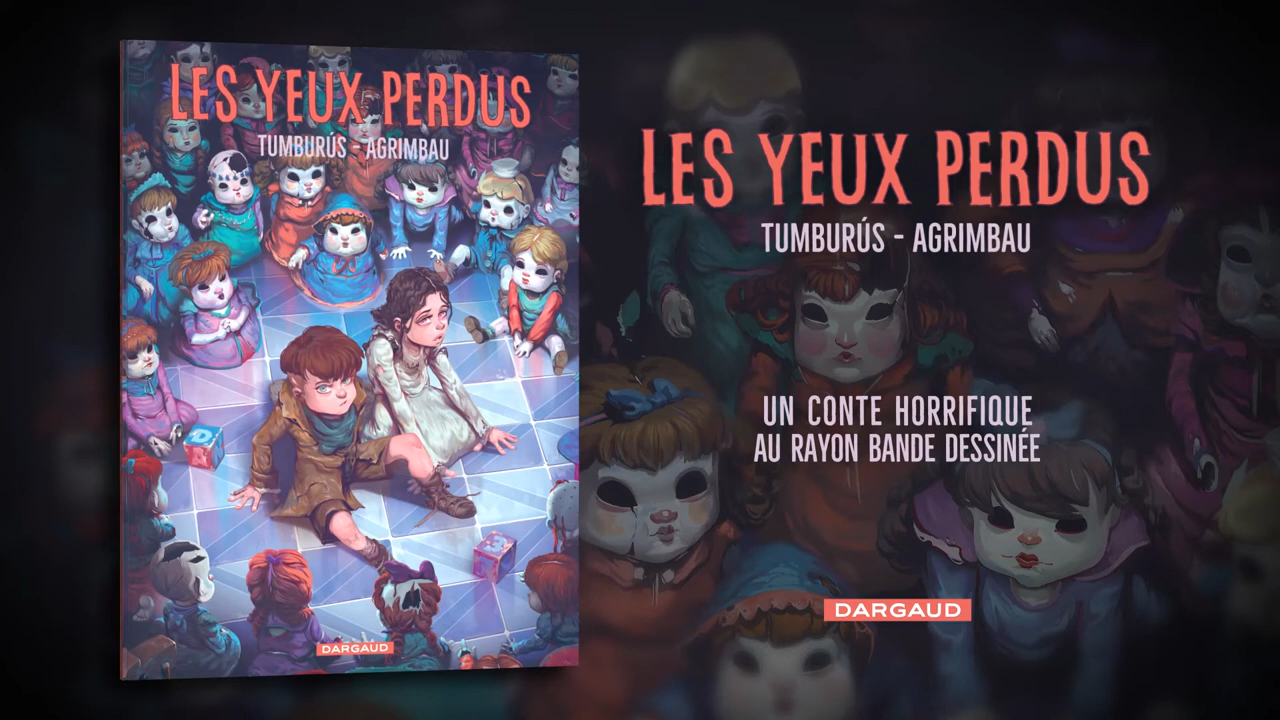 LES YEUX PERDUS
TUMBURÚS - AGRIMBAU
DARGAUD
LES YEUX PERDUS
TUMBURÚS - AGRIMBAU
UN CONTE HORRIFIQUE
AU RAYON BANDE DESSINÉE
DARGAUD